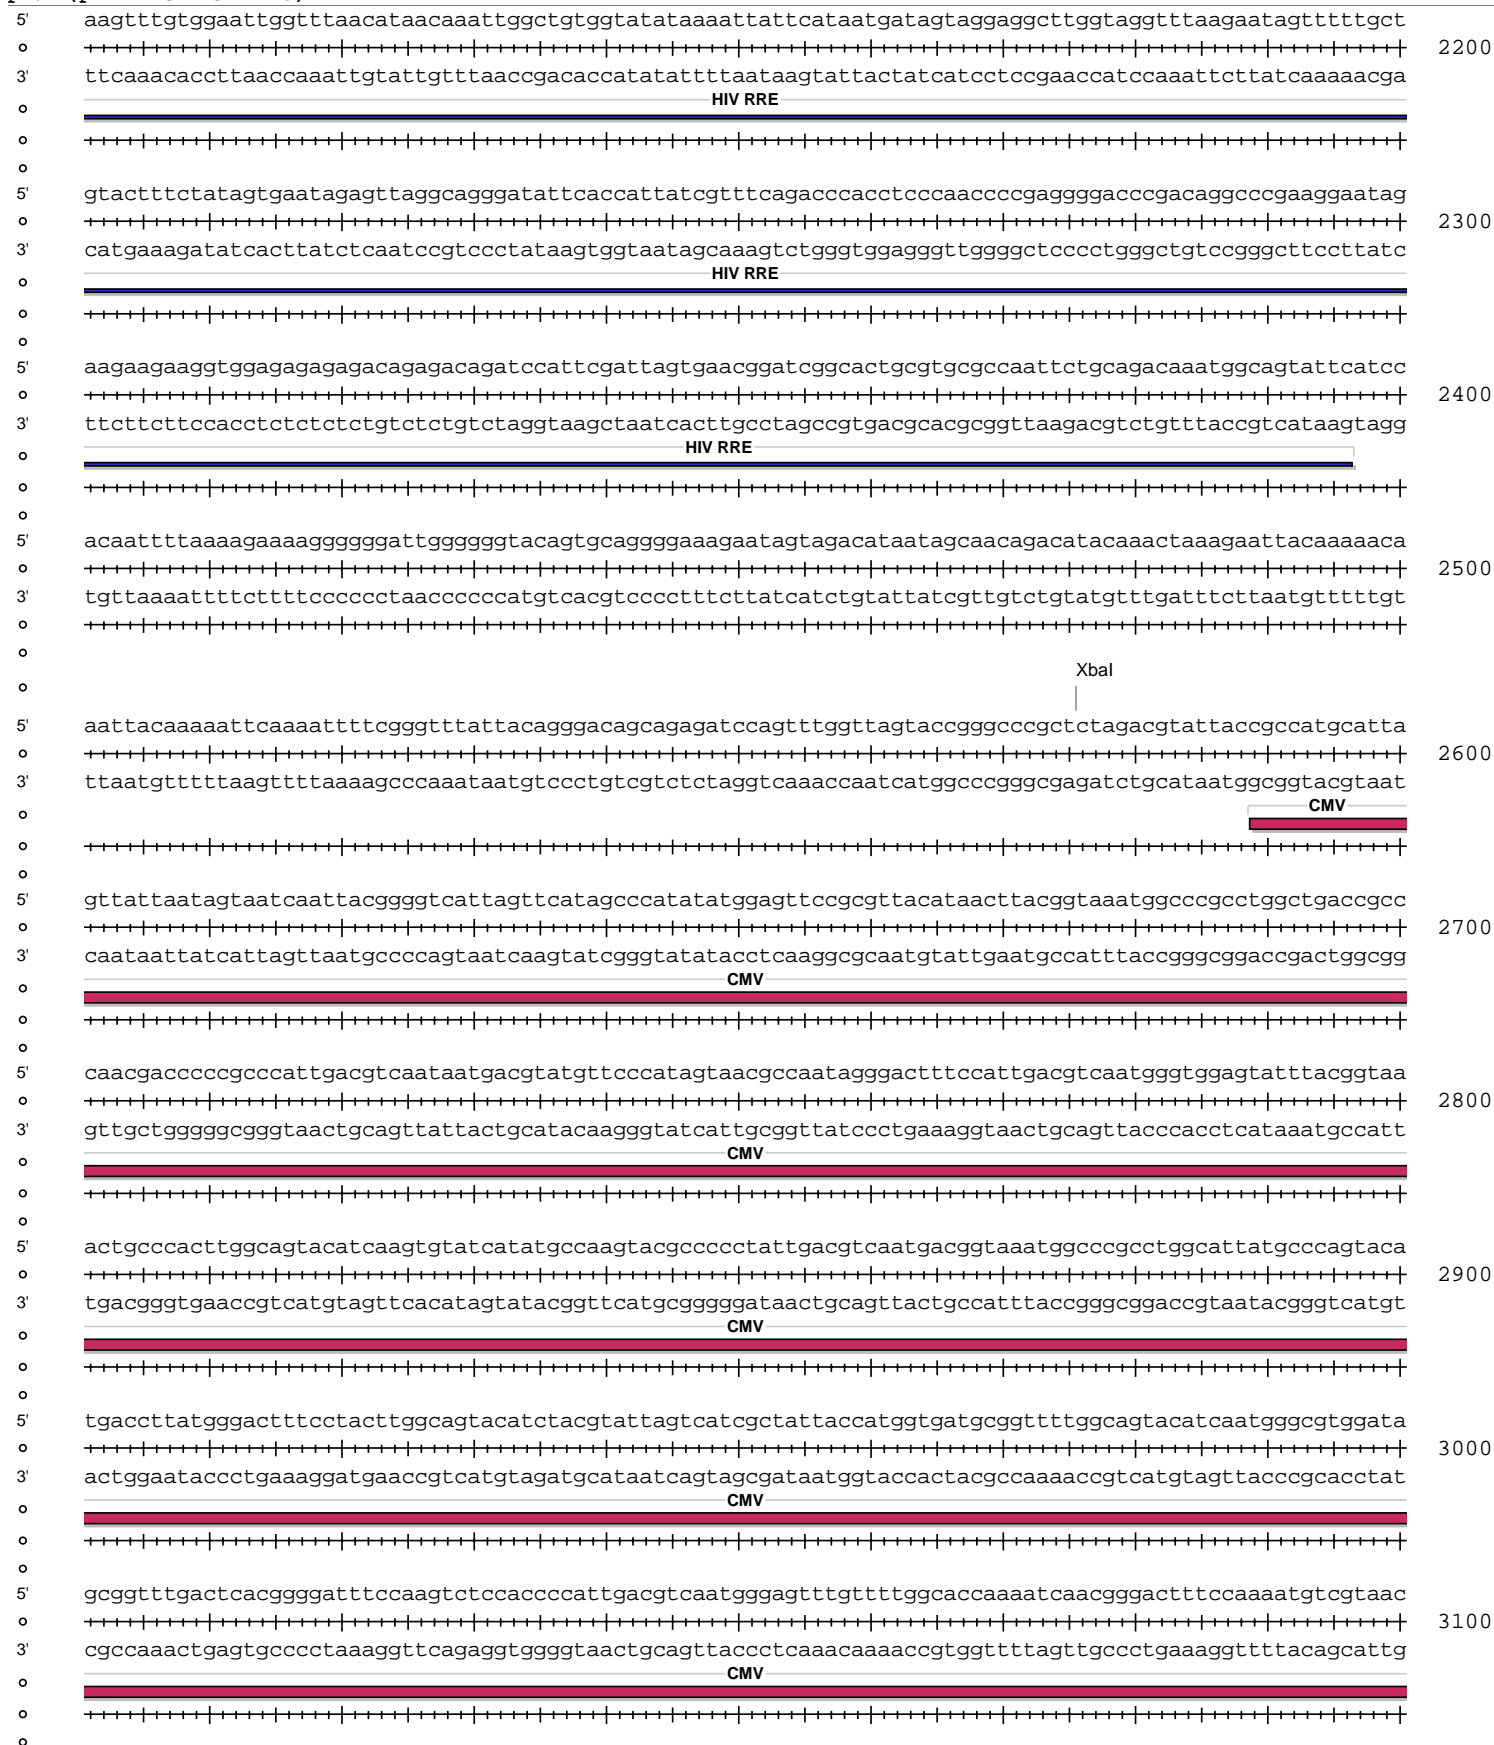 5' aagtttgtggaattggtttaacataacaaattggctgtggtatataaaattattcataatgatagtaggaggcttggtaggtttaagaatagtttttgct
2200
3' ttcaaacaccttaaccaaattgtattgtttaaccgacaccatatattttaataagtattactatcatcctccgaaccatccaaattcttatcaaaaacga
HIV RRE
5' gtactttctatagtgaatagagttaggcagggatattcaccattatcgtttcagacccacctcccaaccccgaggggacccgacaggcccgaaggaatag
2300
3' catgaaagatatcacttatctcaatccgtccctataagtggtaatagcaaagtctgggtggagggttggggctcccctgggctgtccgggcttccttatc
HIV RRE
5' aagaagaaggtggagagagagacagagacagatccattcgattagtgaacggatcggcactgcgtgcgccaattctgcagacaaatggcagtattcatcc
2400
3' ttcttcttccacctctctctctgtctctgtctaggtaagctaatcacttgcctagccgtgacgcacgcggttaagacgtctgtttaccgtcataagtagg
HIV RRE
5' acaattttaaaagaaaaggggggattggggggtacagtgcaggggaaagaatagtagacataatagcaacagacatacaaactaaagaattacaaaaaca
2500
3' tgttaaaattttcttttcccccctaaccccccatgtcacgtcccctttcttatcatctgtattatcgttgtctgtatgtttgatttcttaatgtttttgt
XbaI
5' aattacaaaaattcaaaattttcgggtttattacagggacagcagagatccagtttggttagtaccgggcccgctctagacgtattaccgccatgcatta
2600
3' ttaatgtttttaagttttaaaagcccaaataatgtccctgtcgtctctaggtcaaaccaatcatggcccgggcgagatctgcataatggcggtacgtaat
CMV
5' gttattaatagtaatcaattacggggtcattagttcatagcccatatatggagttccgcgttacataacttacggtaaatggcccgcctggctgaccgcc
2700
3' caataattatcattagttaatgccccagtaatcaagtatcgggtatatacctcaaggcgcaatgtattgaatgccatttaccgggcggaccgactggcgg
CMV
5' caacgacccccgcccattgacgtcaataatgacgtatgttcccatagtaacgccaatagggactttccattgacgtcaatgggtggagtatttacggtaa
2800
3' gttgctgggggcgggtaactgcagttattactgcatacaagggtatcattgcggttatccctgaaaggtaactgcagttacccacctcataaatgccatt
CMV
5' actgcccacttggcagtacatcaagtgtatcatatgccaagtacgccccctattgacgtcaatgacggtaaatggcccgcctggcattatgcccagtaca
2900
3' tgacgggtgaaccgtcatgtagttcacatagtatacggttcatgcgggggataactgcagttactgccatttaccgggcggaccgtaatacgggtcatgt
CMV
5' tgaccttatgggactttcctacttggcagtacatctacgtattagtcatcgctattaccatggtgatgcggttttggcagtacatcaatgggcgtggata
3000
3' actggaataccctgaaaggatgaaccgtcatgtagatgcataatcagtagcgataatggtaccactacgccaaaaccgtcatgtagttacccgcacctat
CMV
5' gcggtttgactcacggggatttccaagtctccaccccattgacgtcaatgggagtttgttttggcaccaaaatcaacgggactttccaaaatgtcgtaac
3100
3' cgccaaactgagtgcccctaaaggttcagaggtggggtaactgcagttaccctcaaacaaaaccgtggttttagttgccctgaaaggttttacagcattg
CMV